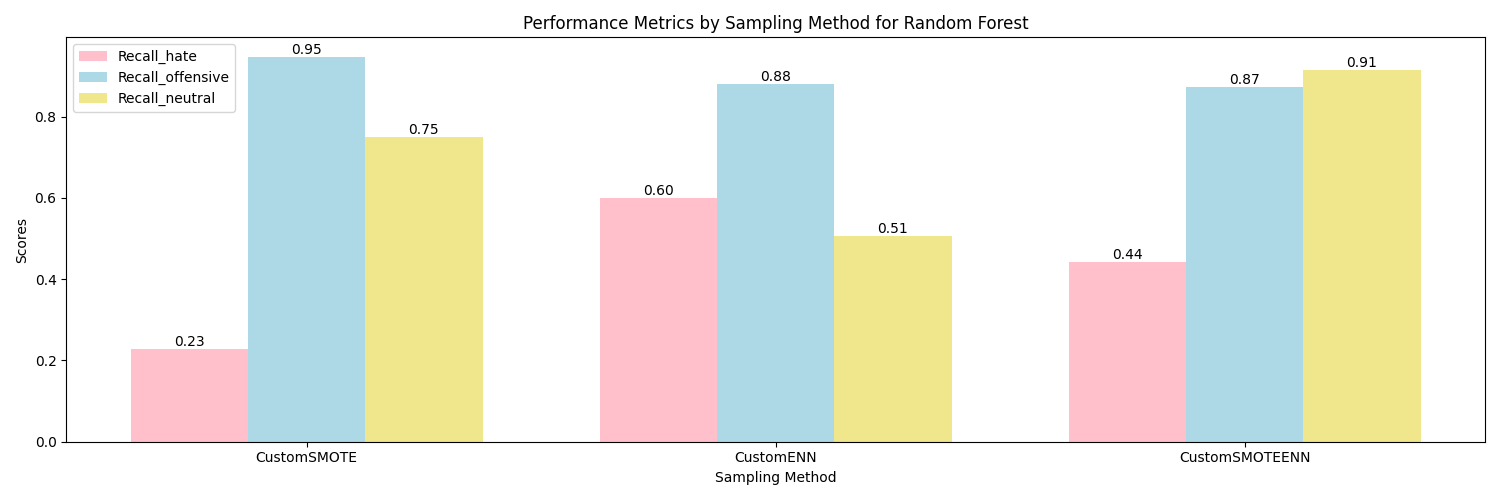 Performance Metrics by Sampling Method for Random Forest
Recall_hate
Recall_offensive
Recall_neutral
Scores
0.8
0.6
0.4
0.2
0.0
0.23
0.95
0.75
0.60
0.88
0.51
0.44
0.87
0.91
CustomSMOTE
CustomENN
CustomSMOTEENN
Sampling Method